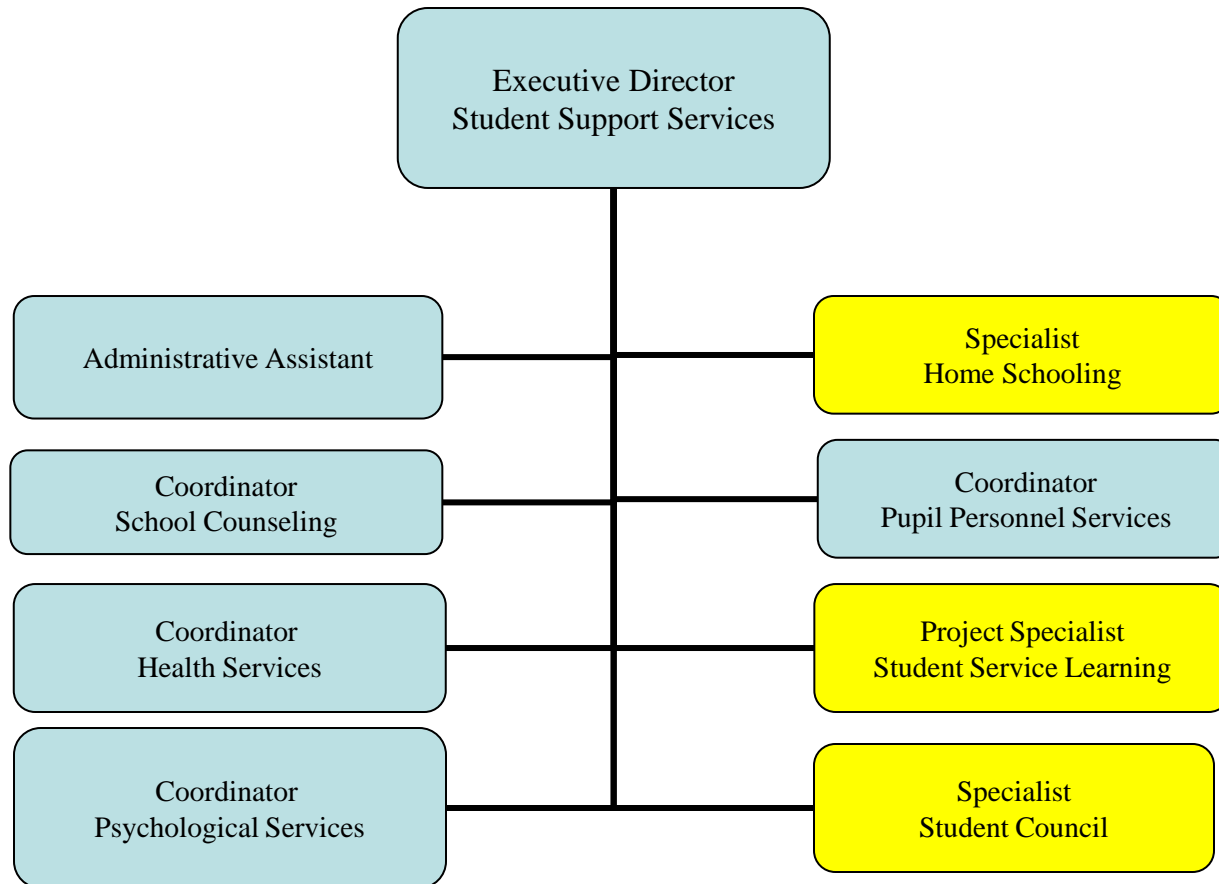 Executive Director
Student Support Services
Administrative Assistant
Specialist
Home Schooling
Coordinator
School Counseling
Coordinator
Pupil Personnel Services
Coordinator
Health Services
Project Specialist
Student Service Learning
Coordinator
Psychological Services
Specialist
Student Council